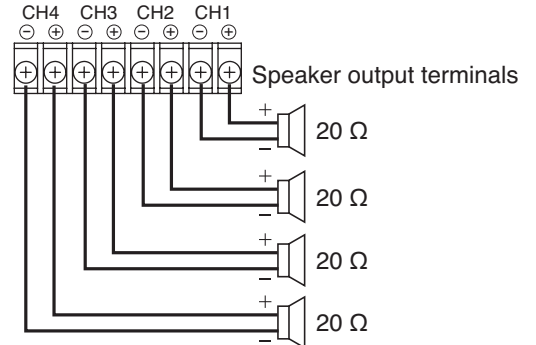 CH4 CH3 CH2 CH1
⊖ ⊕ ⊖ ⊕ ⊖ ⊕ ⊖ ⊕
Speaker output terminals
+
20 Ω
−
+
20 Ω
−
+
20 Ω
−
+
20 Ω
−